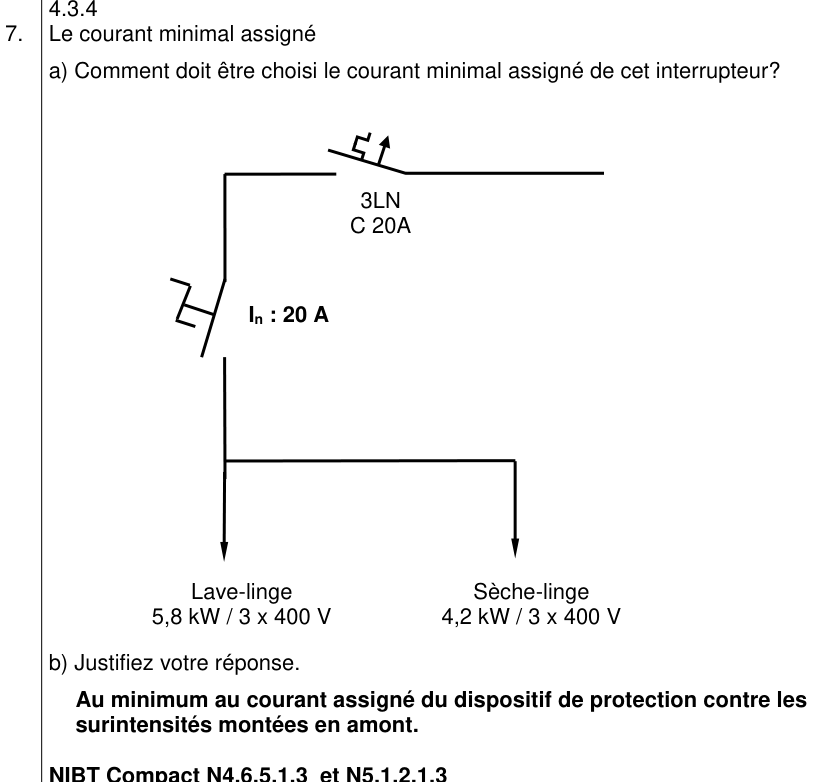 4.3.4
7. Le courant minimal assigné
a) Comment doit être choisi le courant minimal assigné de cet interrupteur?
3LN
C 20A
In : 20 A
Lave-linge
5,8 kW / 3 x 400 V
Sèche-linge
4,2 kW / 3 x 400 V
b) Justifiez votre réponse.
Au minimum au courant assigné du dispositif de protection contre les
surintensités montées en amont.
NIBT Compact N4.6.5.1.3 et N5.1.2.1.3